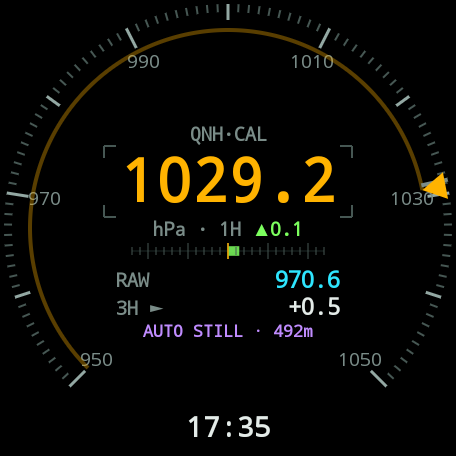 990 1010
QNH·CAL
1029.2
970 1030
hPa · 1H ▲0.1
RAW 970.6
3H ► +0.5
AUTO STILL · 492m
950 1050
17:35